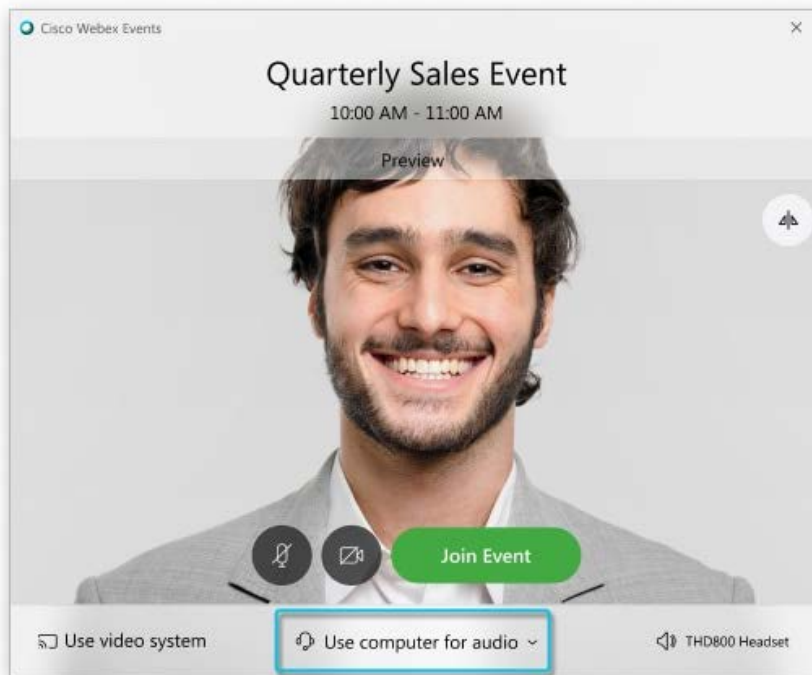 Cisco Webex Events
Quarterly Sales Event
10:00 AM - 11:00 AM
Preview
Join Event
Use video system
Use computer for audio
THD800 Headset